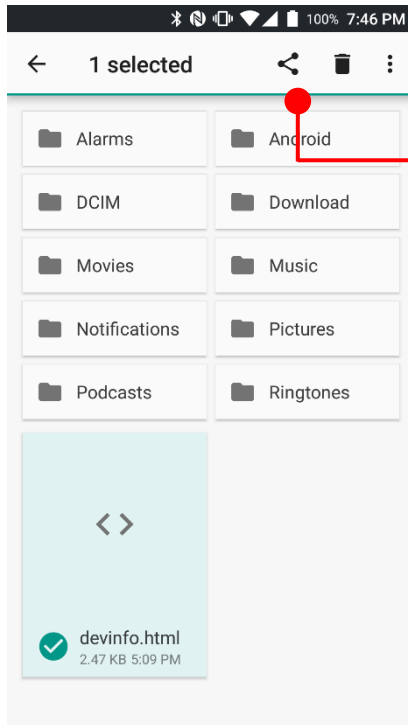 100% 7:46 PM
1 selected
Alarms
Android
DCIM
Download
Movies
Music
Notifications
Pictures
Podcasts
Ringtones
devinfo.html
2.47 KB 5:09 PM